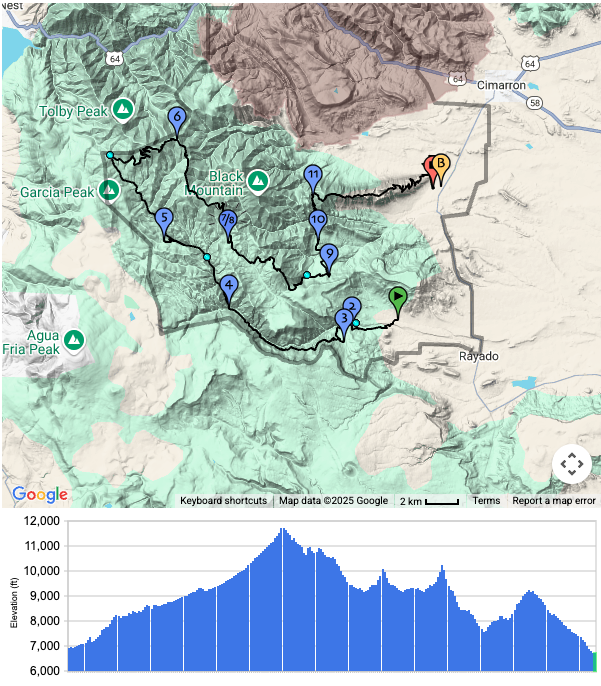 Nest
64
64
64
Cimarron
58
Tolby Peak
6
B
11
Black
Mountain
Garcia Peak
5
7/8
10
9
4
2
3
Agua
Fria Peak
Rayado
Google
Keyboard shortcuts
Map data ©2025 Google
2 km
Terms
Report a map error
12,000
11,000
10,000
9,000
8,000
7,000
6,000
Elevation (ft)